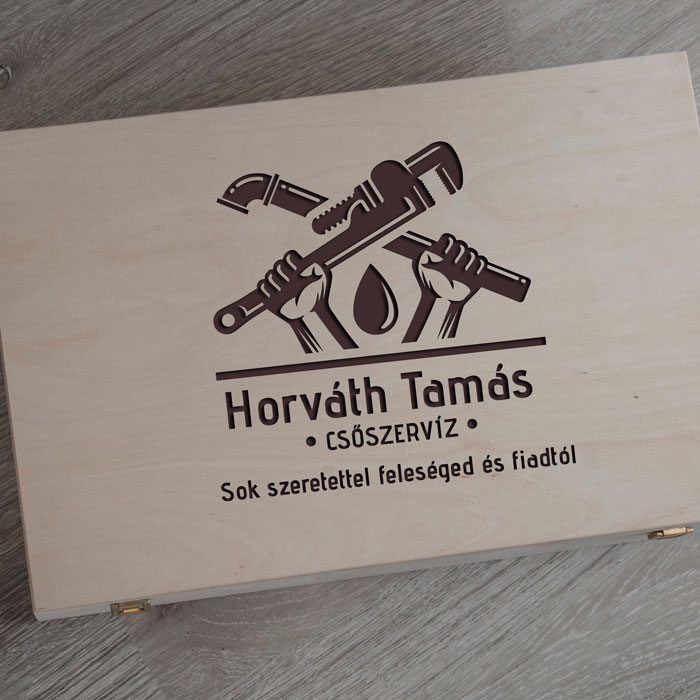 Horváth Tamás
• CSŐSZERVÍZ •
Sok szeretettel feleséged és fiadtól